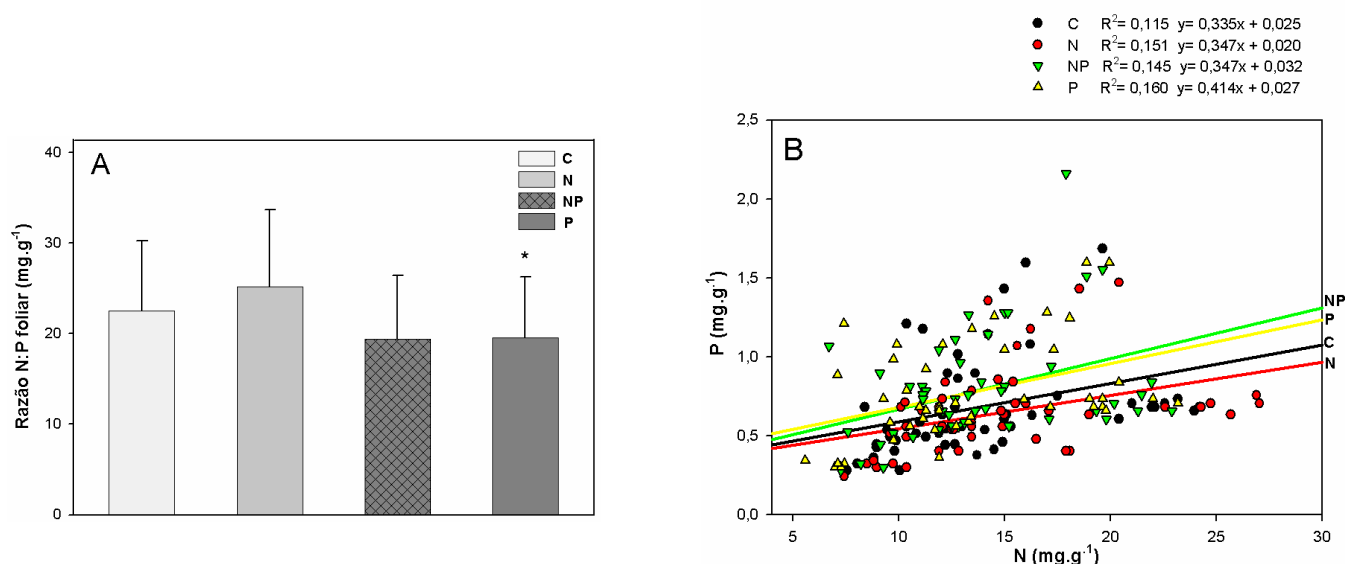 C R²= 0,115 y= 0,335x + 0,025
N R²= 0,151 y= 0,347x + 0,020
NP R²= 0,145 y= 0,347x + 0,032
P R²= 0,160 y= 0,414x + 0,027
A
C
N
NP
P
*
40
30
20
10
0
Razão N:P foliar (mg.g⁻¹)
B
2,5
2,0
1,5
1,0
0,5
0,0
P (mg.g⁻¹)
NP
P
C
N
5 10 15 20 25 30
N (mg.g⁻¹)